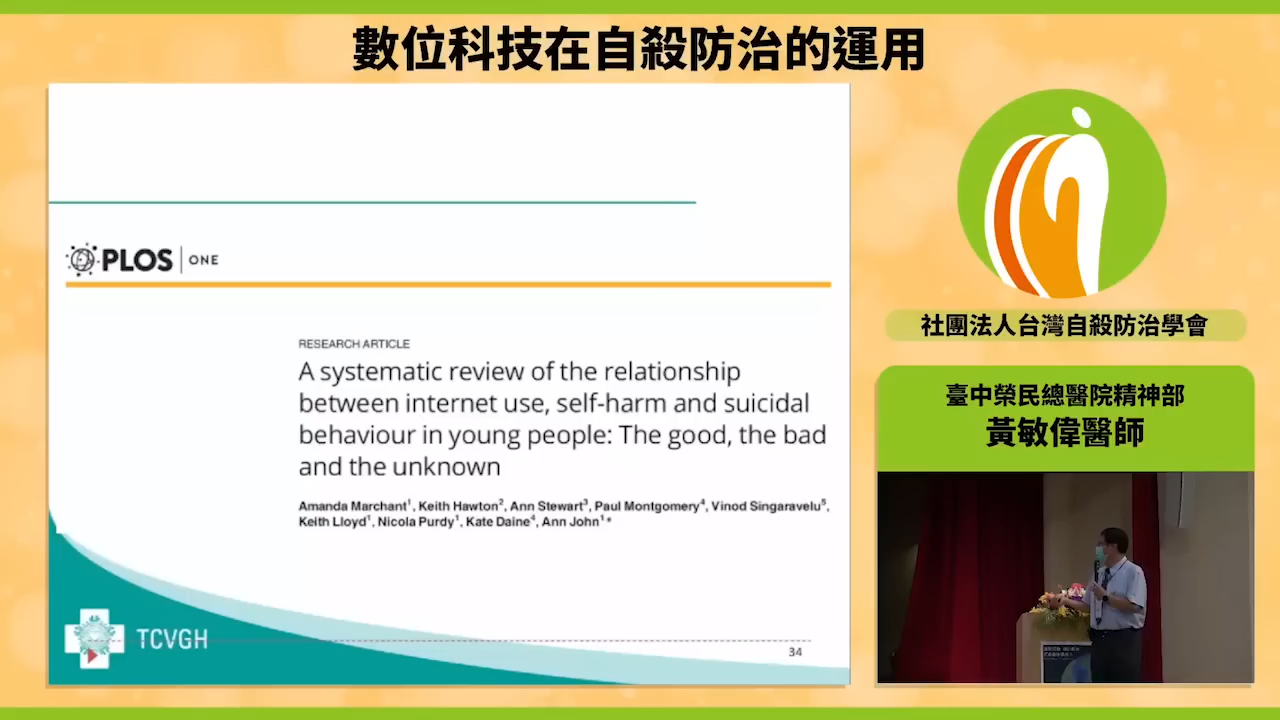 數位科技在自殺防治的運用
PLOS ONE
RESEARCH ARTICLE
A systematic review of the relationship
between internet use, self-harm and suicidal
behaviour in young people: The good, the bad
and the unknown
Amanda Marchant1, Keith Hawton2, Ann Stewart3, Paul Montgomery4, Vinod Singaravelu5,
Keith Lloyd1, Nicola Purdy1, Kate Daine4, Ann John1*
TCVGH
34
社團法人台灣自殺防治學會
臺中榮民總醫院精神部
黃敏偉醫師